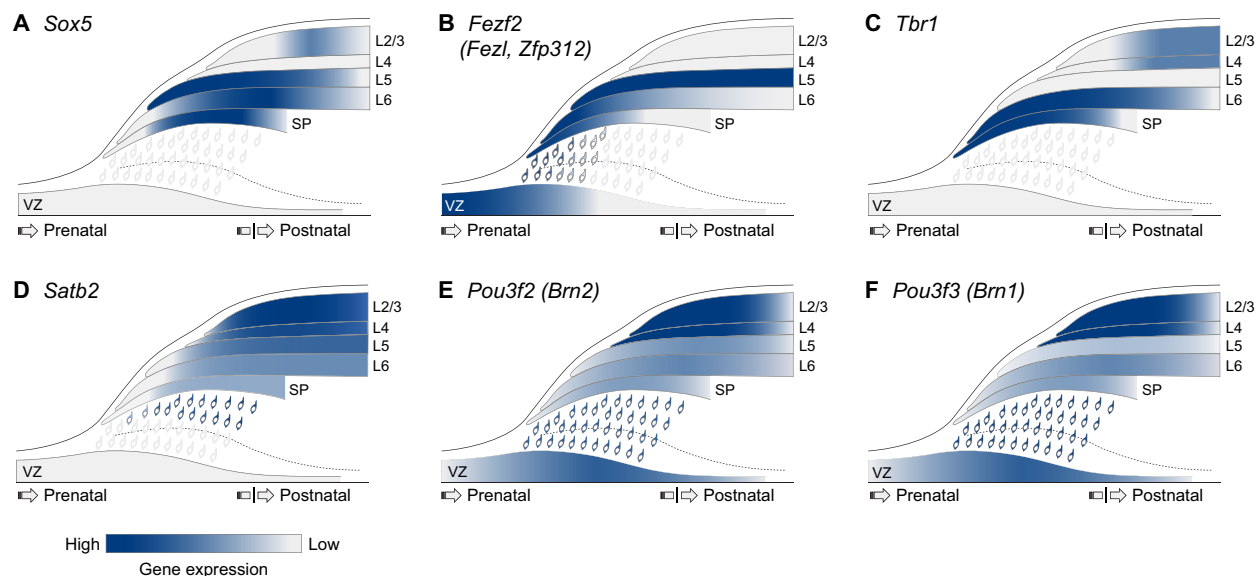 A Sox5
L2/3
L4
L5
L6
SP
VZ
Prenatal
Postnatal
B Fezf2
(Fezl, Zfp312)
L2/3
L4
L5
L6
SP
VZ
Prenatal
Postnatal
C Tbr1
L2/3
L4
L5
L6
SP
VZ
Prenatal
Postnatal
D Satb2
L2/3
L4
L5
L6
SP
VZ
Prenatal
Postnatal
E Pou3f2 (Brn2)
L2/3
L4
L5
L6
SP
VZ
Prenatal
Postnatal
F Pou3f3 (Brn1)
L2/3
L4
L5
L6
SP
VZ
Prenatal
Postnatal
High Low
Gene expression